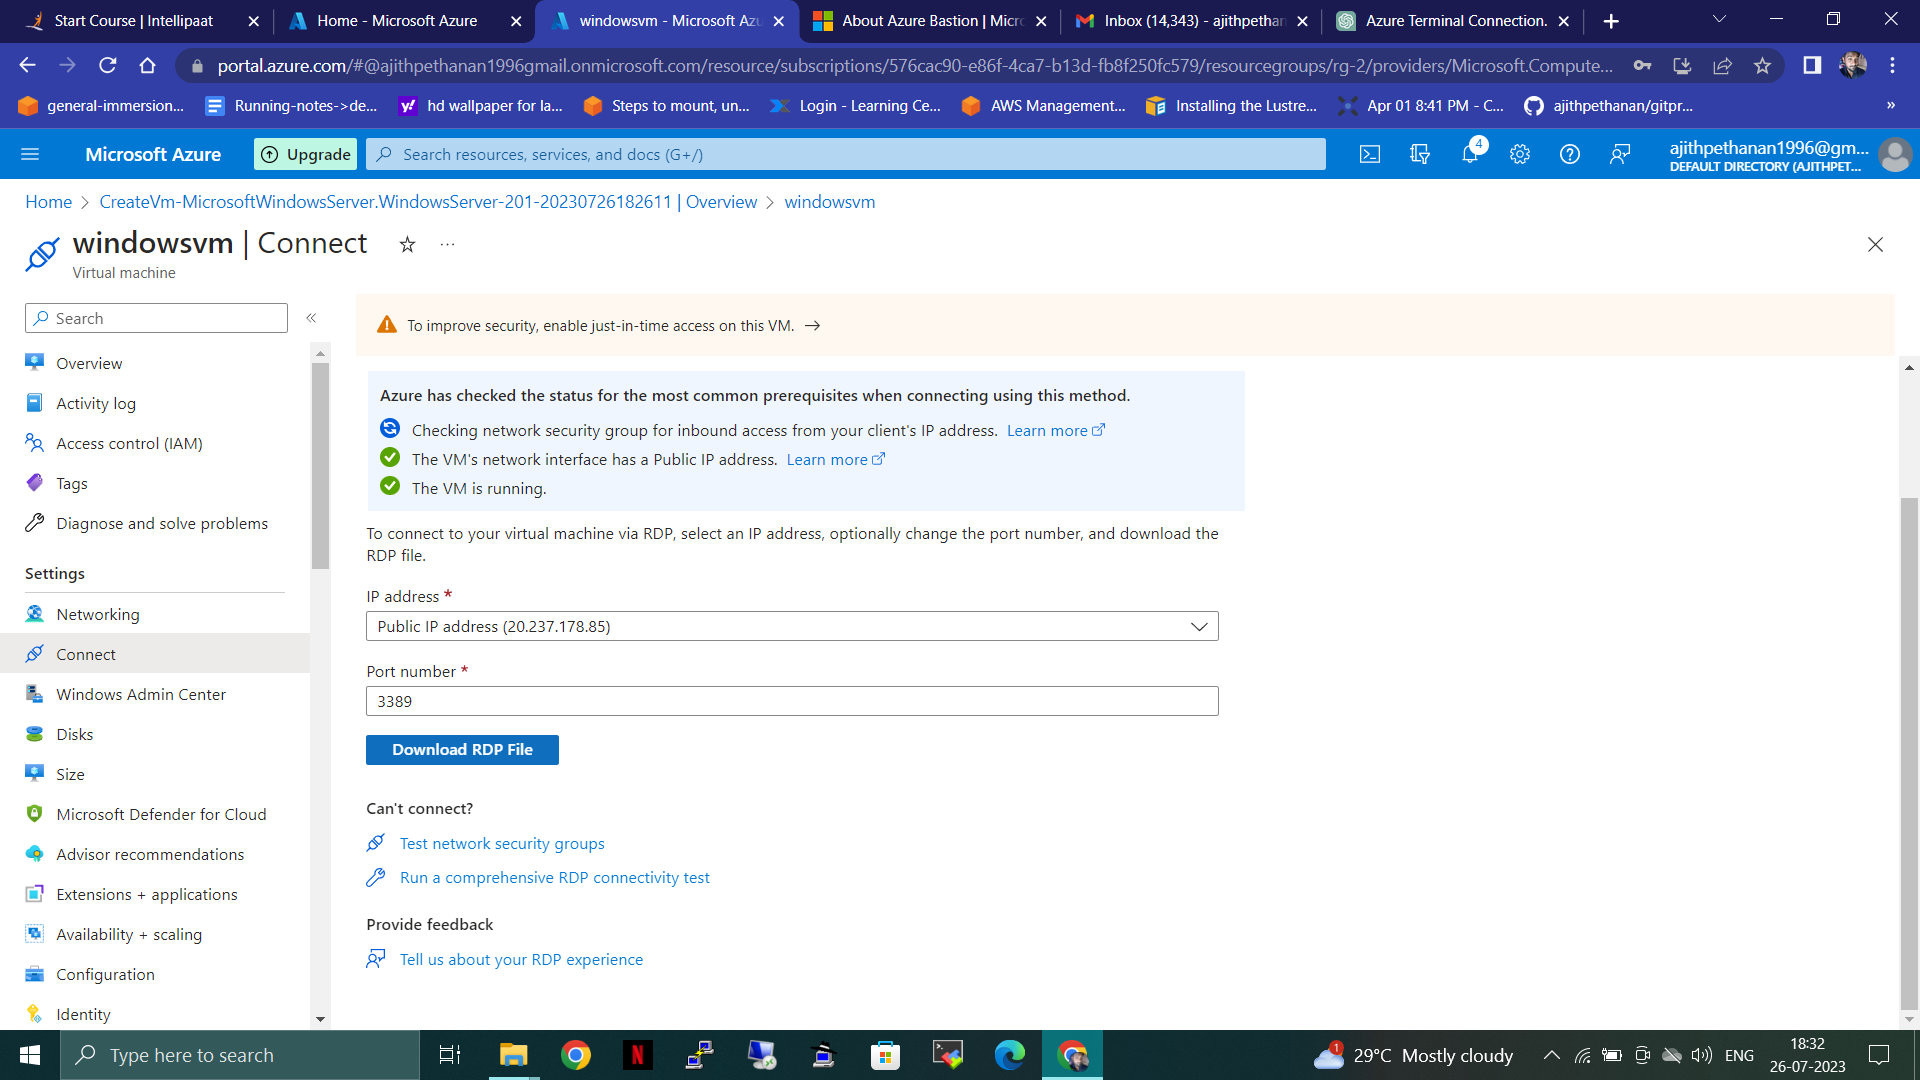 Start Course | Intellipaat
Home - Microsoft Azure
windowsvm - Microsoft Azu
About Azure Bastion | Micro
Inbox (14,343) - ajithpethan
Azure Terminal Connection.
portal.azure.com/#@ajithpethanan1996gmail.onmicrosoft.com/resource/subscriptions/576cac90-e86f-4ca7-b13d-fb8f250fc579/resourcegroups/rg-2/providers/Microsoft.Compute...
general-immersion...
Running-notes->de...
hd wallpaper for la...
Steps to mount, un...
Login - Learning Ce...
AWS Management...
Installing the Lustre...
Apr 01 8:41 PM - C...
ajithpethanan/gitpr...
»
Microsoft Azure
Upgrade
Search resources, services, and docs (G+/)
4
ajithpethanan1996@gm...
DEFAULT DIRECTORY (AJITHPET...
Home > CreateVm-MicrosoftWindowsServer.WindowsServer-201-20230726182611 | Overview > windowsvm
windowsvm | Connect
Virtual machine
Search
«
Overview
Activity log
Access control (IAM)
Tags
Diagnose and solve problems
Settings
Networking
Connect
Windows Admin Center
Disks
Size
Microsoft Defender for Cloud
Advisor recommendations
Extensions + applications
Availability + scaling
Configuration
Identity
To improve security, enable just-in-time access on this VM. →
Azure has checked the status for the most common prerequisites when connecting using this method.
Checking network security group for inbound access from your client's IP address. Learn more
The VM's network interface has a Public IP address. Learn more
The VM is running.
To connect to your virtual machine via RDP, select an IP address, optionally change the port number, and download the
RDP file.
IP address *
Public IP address (20.237.178.85)
Port number *
3389
Download RDP File
Can't connect?
Test network security groups
Run a comprehensive RDP connectivity test
Provide feedback
Tell us about your RDP experience
Type here to search
N
1
29°C Mostly cloudy
ENG
18:32
26-07-2023